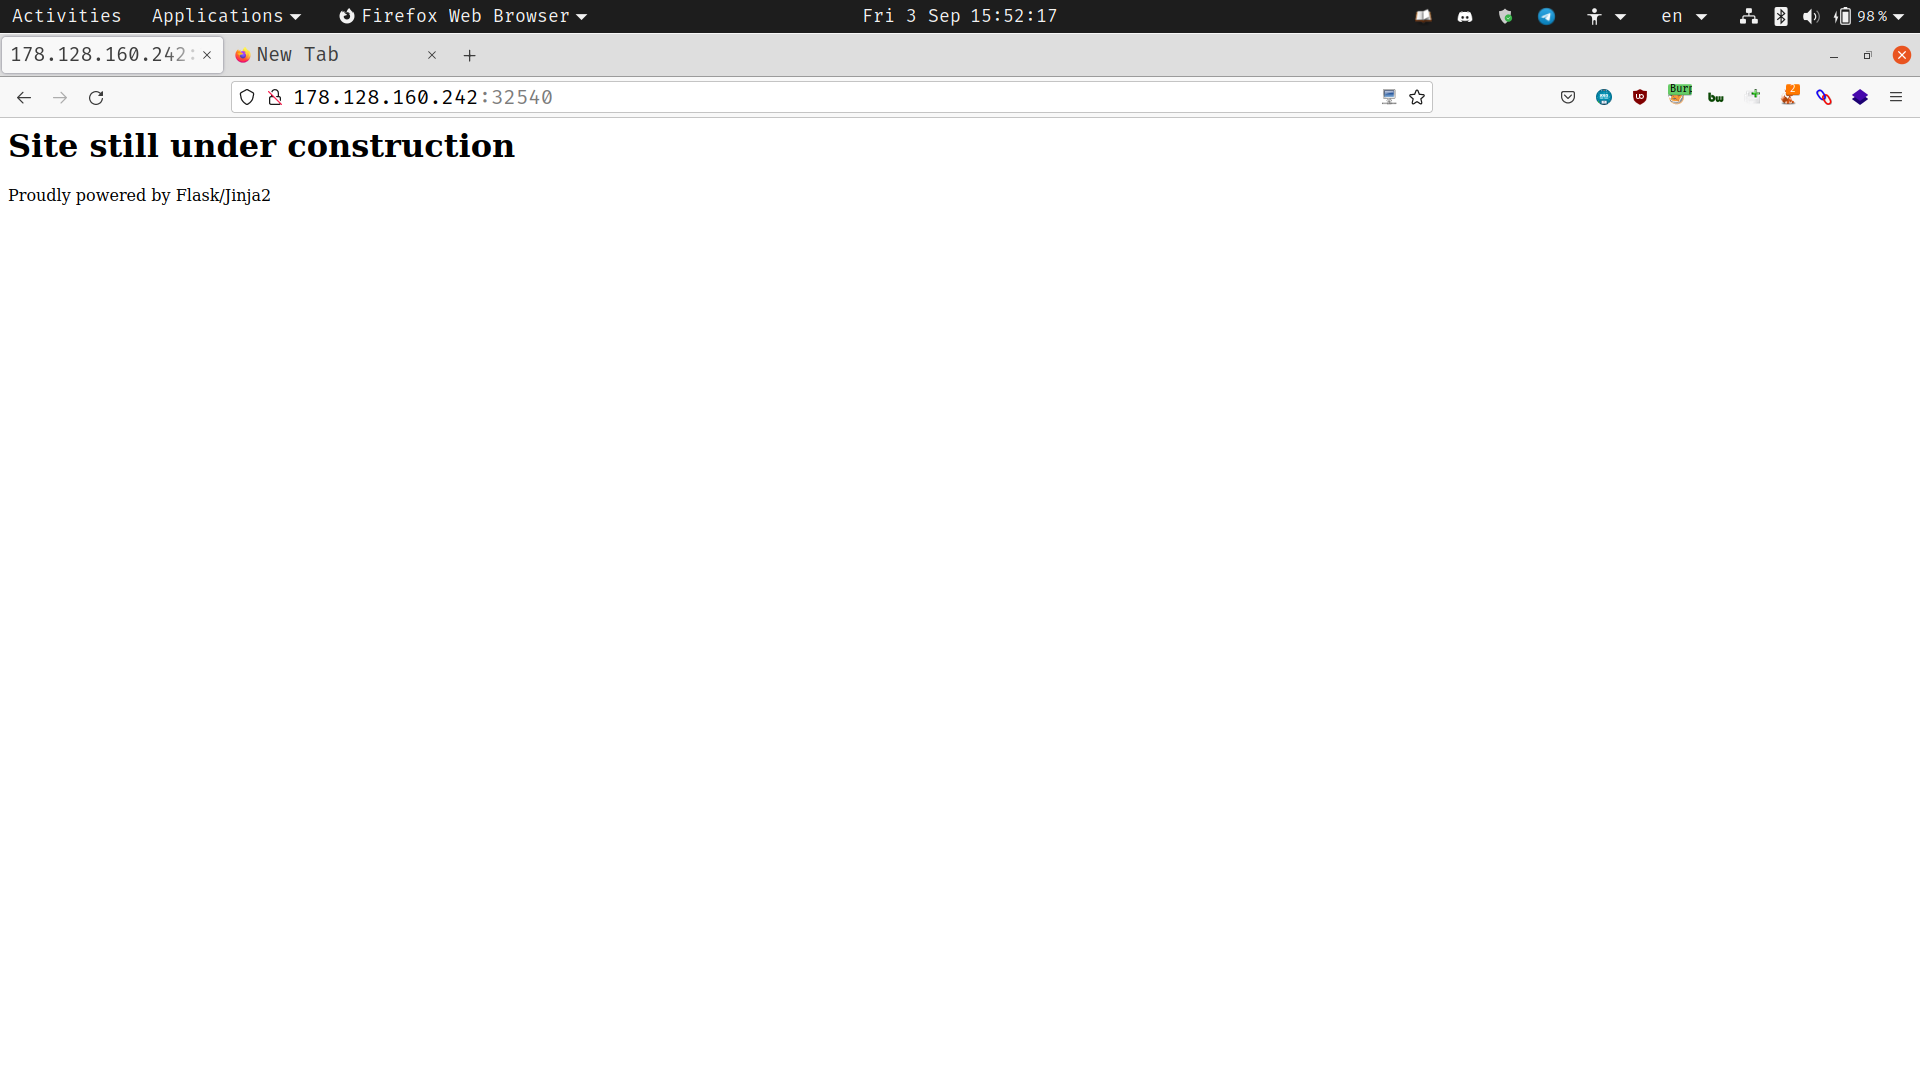 Activities Applications Firefox Web Browser Fri 3 Sep 15:52:17 en 98%
178.128.160.242: New Tab
178.128.160.242:32540 Burp 2
Site still under construction
Proudly powered by Flask/Jinja2